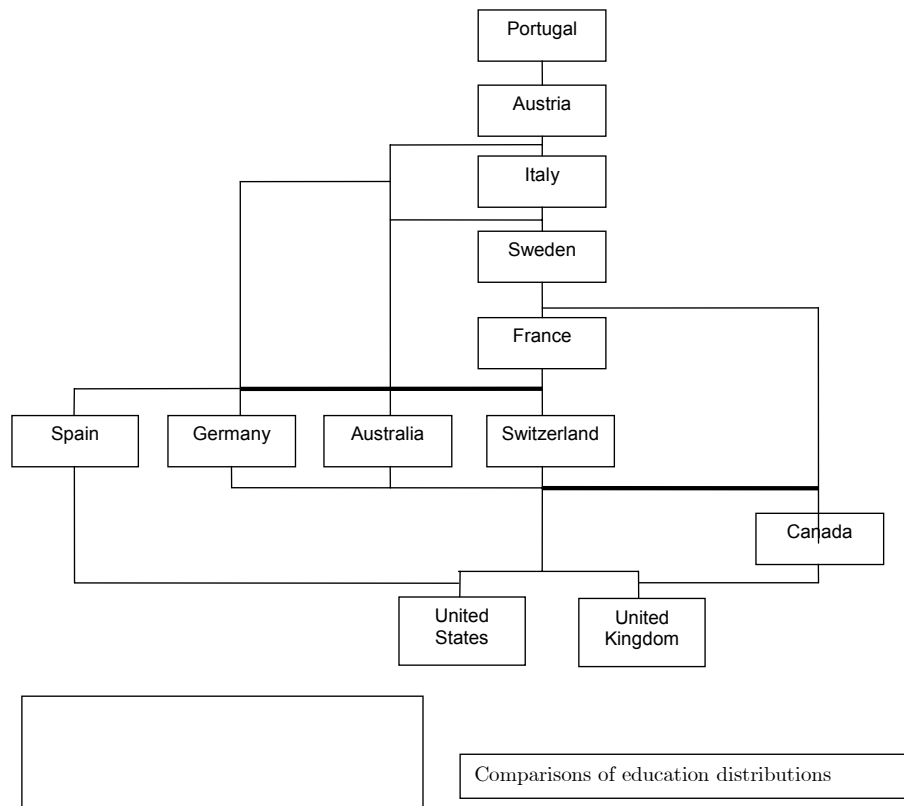 Portugal
Austria
Italy
Sweden
France
Spain
Germany
Australia
Switzerland
Canada
United
States
United
Kingdom
Comparisons of education distributions